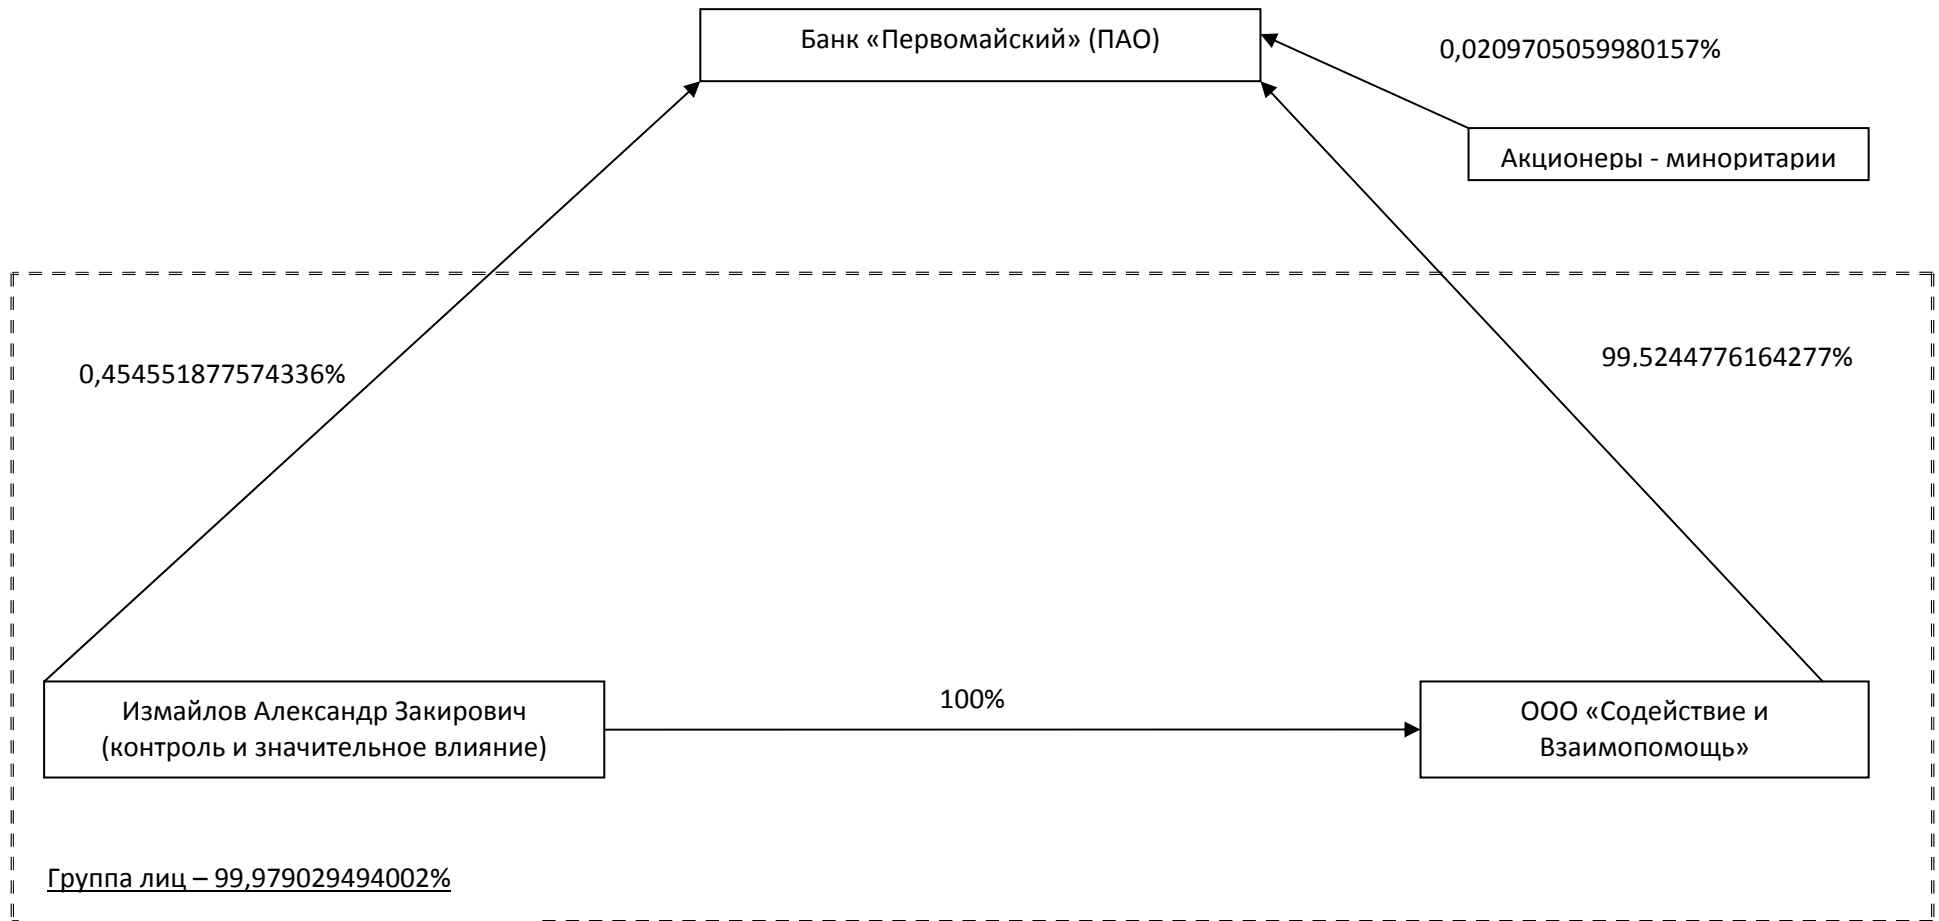 Банк «Первомайский» (ПАО)
0,0209705059980157%
Акционеры - миноритарии
0,454551877574336%
99,5244776164277%
Измайлов Александр Закирович
(контроль и значительное влияние)
100%
ООО «Содействие и
Взаимопомощь»
Группа лиц – 99,979029494002%